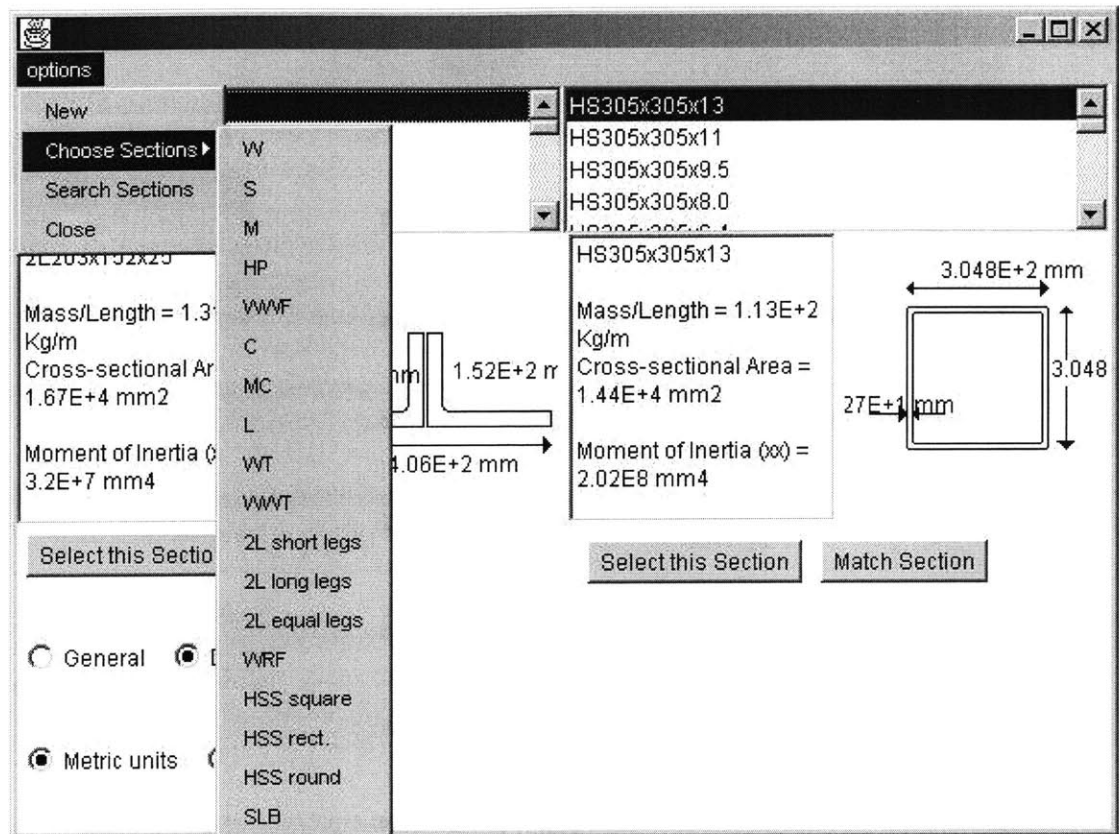 options
New
Choose Sections
Search Sections
Close
W
S
M
HP
WWF
C
MC
L
WT
WWT
2L short legs
2L long legs
2L equal legs
WRF
HSS square
HSS rect.
HSS round
SLB
2L203x152x25
Mass/Length = 1.3
Kg/m
Cross-sectional Ar
1.67E+4 mm2
Moment of Inertia (
3.2E+7 mm4
1.52E+2 m
4.06E+2 mm
Select this Sectio
General
Metric units
HS305x305x13
HS305x305x11
HS305x305x9.5
HS305x305x8.0
HS305x305x13
Mass/Length = 1.13E+2
Kg/m
Cross-sectional Area =
1.44E+4 mm2
Moment of Inertia (xx) =
2.02E8 mm4
3.048E+2 mm
3.048
27E+1 mm
Select this Section
Match Section